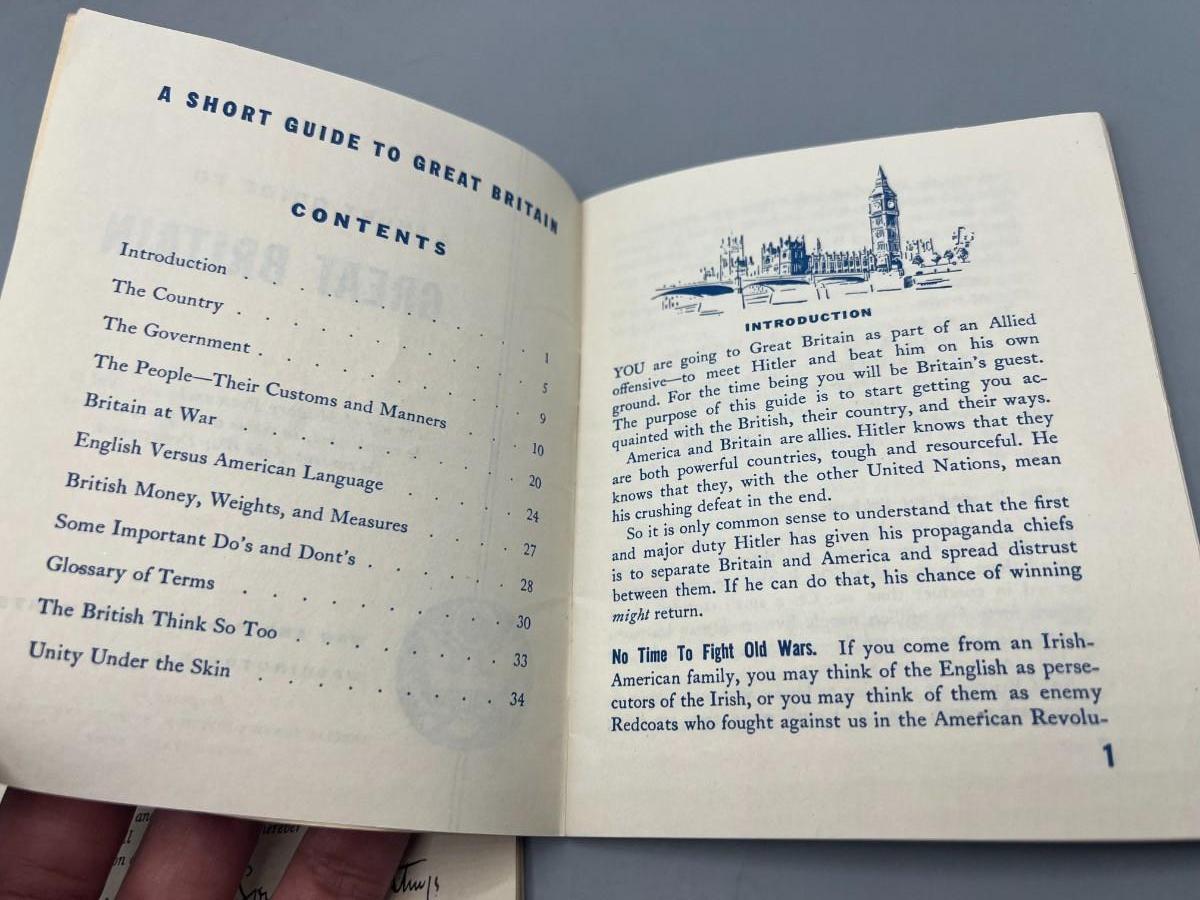 A SHORT GUIDE TO GREAT BRITAIN
CONTENTS
Introduction . . . . . . . . 1
The Country . . . . . . . . 5
The Government . . . . . . . . 9
The People—Their Customs and Manners . . . 10
Britain at War . . . . . . . . 20
English Versus American Language . . . . 24
British Money, Weights, and Measures . . . . 27
Some Important Do's and Dont's . . . . . 28
Glossary of Terms . . . . . . . . 30
The British Think So Too . . . . . . . 33
Unity Under the Skin . . . . . . . . 34
INTRODUCTION
YOU are going to Great Britain as part of an Allied
offensive—to meet Hitler and beat him on his own
ground. For the time being you will be Britain's guest.
The purpose of this guide is to start getting you ac-
quainted with the British, their country, and their ways.
America and Britain are allies. Hitler knows that they
are both powerful countries, tough and resourceful. He
knows that they, with the other United Nations, mean
his crushing defeat in the end.
So it is only common sense to understand that the first
and major duty Hitler has given his propaganda chiefs
is to separate Britain and America and spread distrust
between them. If he can do that, his chance of winning
might return.
No Time To Fight Old Wars. If you come from an Irish-
American family, you may think of the English as perse-
cutors of the Irish, or you may think of them as enemy
Redcoats who fought against us in the American Revolu-
1